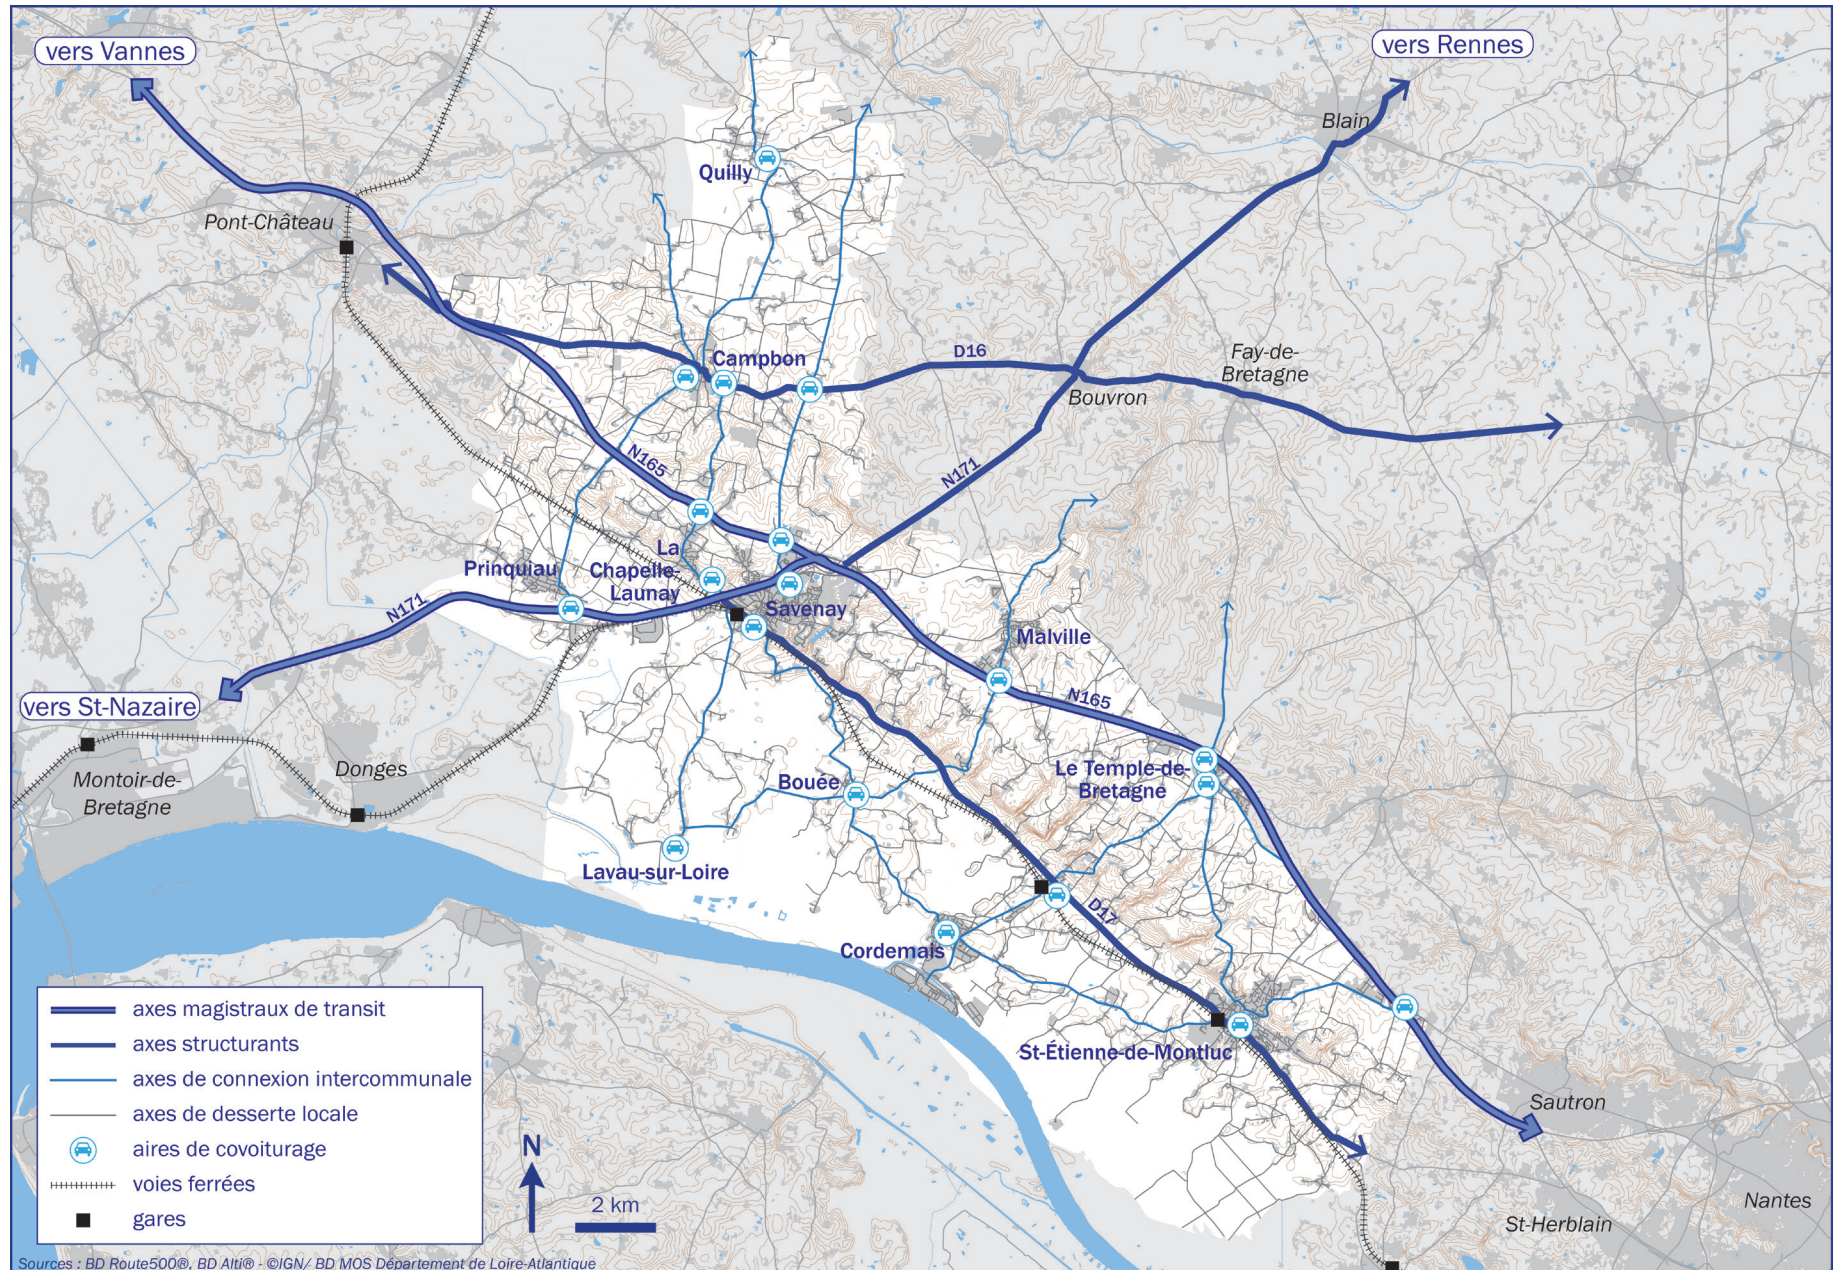 vers Vannes
vers Rennes
Blain
Quilly
Pont-Château
Campbon
D16
Fay-de-
Bretagne
Bouvron
N165
N171
La
Chapelle-
Launay
Prinquiau
N171
Savenay
Malville
N165
vers St-Nazaire
Montoir-de-
Bretagne
Donges
Bouée
Le Temple-de-
Bretagne
Lavau-sur-Loire
D17
Cordemais
St-Étienne-de-Montluc
Sautron
Nantes
St-Herblain
axes magistraux de transit
axes structurants
axes de connexion intercommunale
axes de desserte locale
aires de covoiturage
voies ferrées
gares
N
2 km
Sources : BD Route500®, BD Alti® - ©IGN/ BD MOS Département de Loire-Atlantique